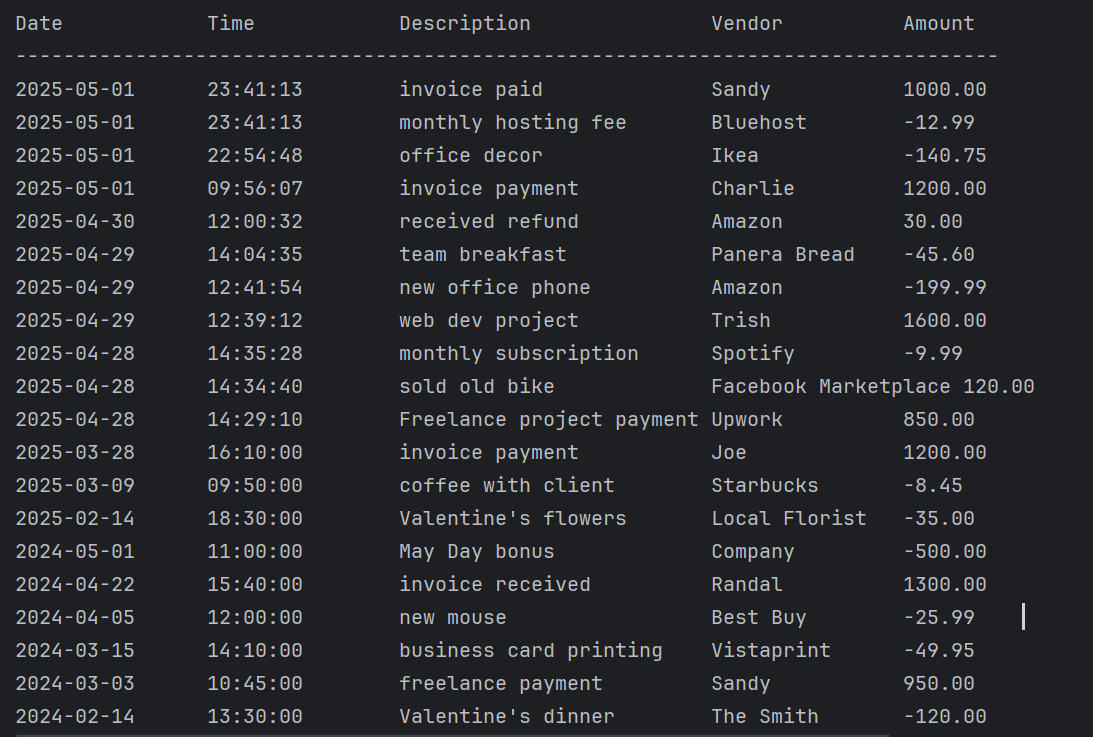 Date Time Description Vendor Amount
----------------------------------------------------------------------------------
2025-05-01 23:41:13 invoice paid Sandy 1000.00
2025-05-01 23:41:13 monthly hosting fee Bluehost -12.99
2025-05-01 22:54:48 office decor Ikea -140.75
2025-05-01 09:56:07 invoice payment Charlie 1200.00
2025-04-30 12:00:32 received refund Amazon 30.00
2025-04-29 14:04:35 team breakfast Panera Bread -45.60
2025-04-29 12:41:54 new office phone Amazon -199.99
2025-04-29 12:39:12 web dev project Trish 1600.00
2025-04-28 14:35:28 monthly subscription Spotify -9.99
2025-04-28 14:34:40 sold old bike Facebook Marketplace 120.00
2025-04-28 14:29:10 Freelance project payment Upwork 850.00
2025-03-28 16:10:00 invoice payment Joe 1200.00
2025-03-09 09:50:00 coffee with client Starbucks -8.45
2025-02-14 18:30:00 Valentine's flowers Local Florist -35.00
2024-05-01 11:00:00 May Day bonus Company -500.00
2024-04-22 15:40:00 invoice received Randal 1300.00
2024-04-05 12:00:00 new mouse Best Buy -25.99
2024-03-15 14:10:00 business card printing Vistaprint -49.95
2024-03-03 10:45:00 freelance payment Sandy 950.00
2024-02-14 13:30:00 Valentine's dinner The Smith -120.00